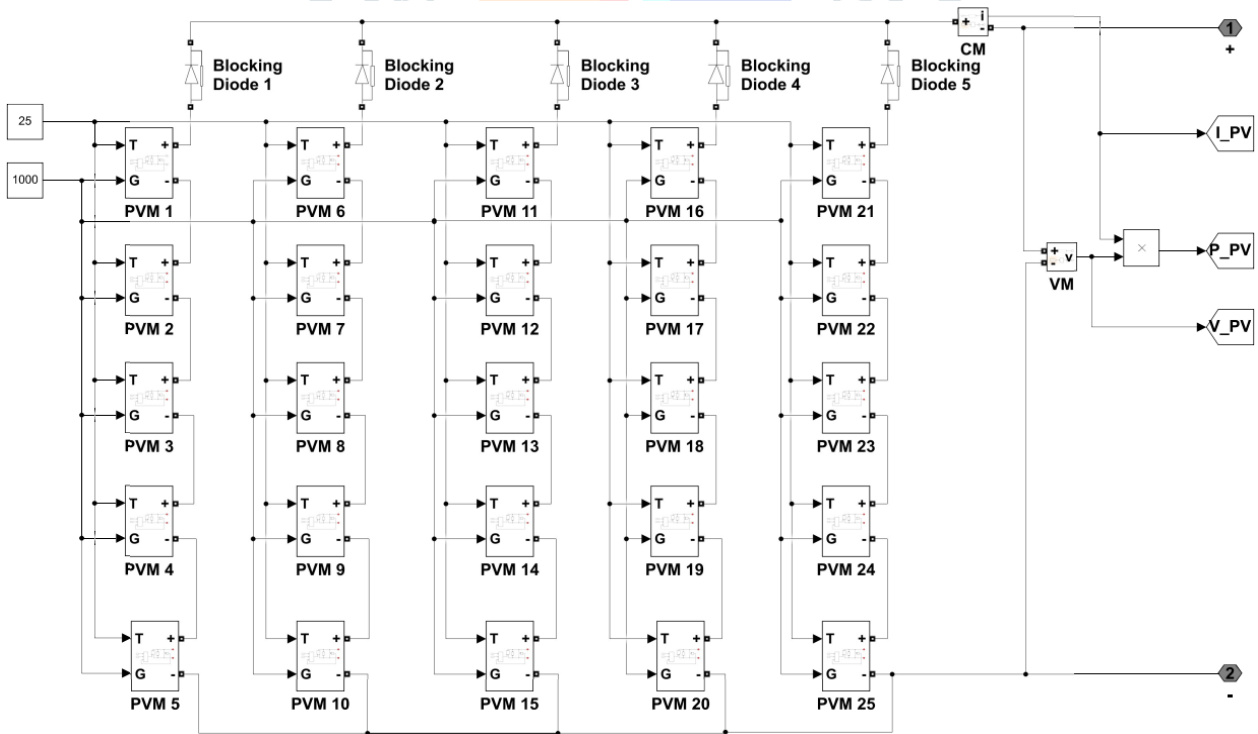 i
+
-
CM
1
+
Blocking
Diode 1
Blocking
Diode 2
Blocking
Diode 3
Blocking
Diode 4
Blocking
Diode 5
25
1000
T +
G -
PVM 1
T +
G -
PVM 6
T +
G -
PVM 11
T +
G -
PVM 16
T +
G -
PVM 21
I_PV
T +
G -
PVM 2
T +
G -
PVM 7
T +
G -
PVM 12
T +
G -
PVM 17
T +
G -
PVM 22
+ v
-
VM
×
P_PV
V_PV
T +
G -
PVM 3
T +
G -
PVM 8
T +
G -
PVM 13
T +
G -
PVM 18
T +
G -
PVM 23
T +
G -
PVM 4
T +
G -
PVM 9
T +
G -
PVM 14
T +
G -
PVM 19
T +
G -
PVM 24
T +
G -
PVM 5
T +
G -
PVM 10
T +
G -
PVM 15
T +
G -
PVM 20
T +
G -
PVM 25
2
-